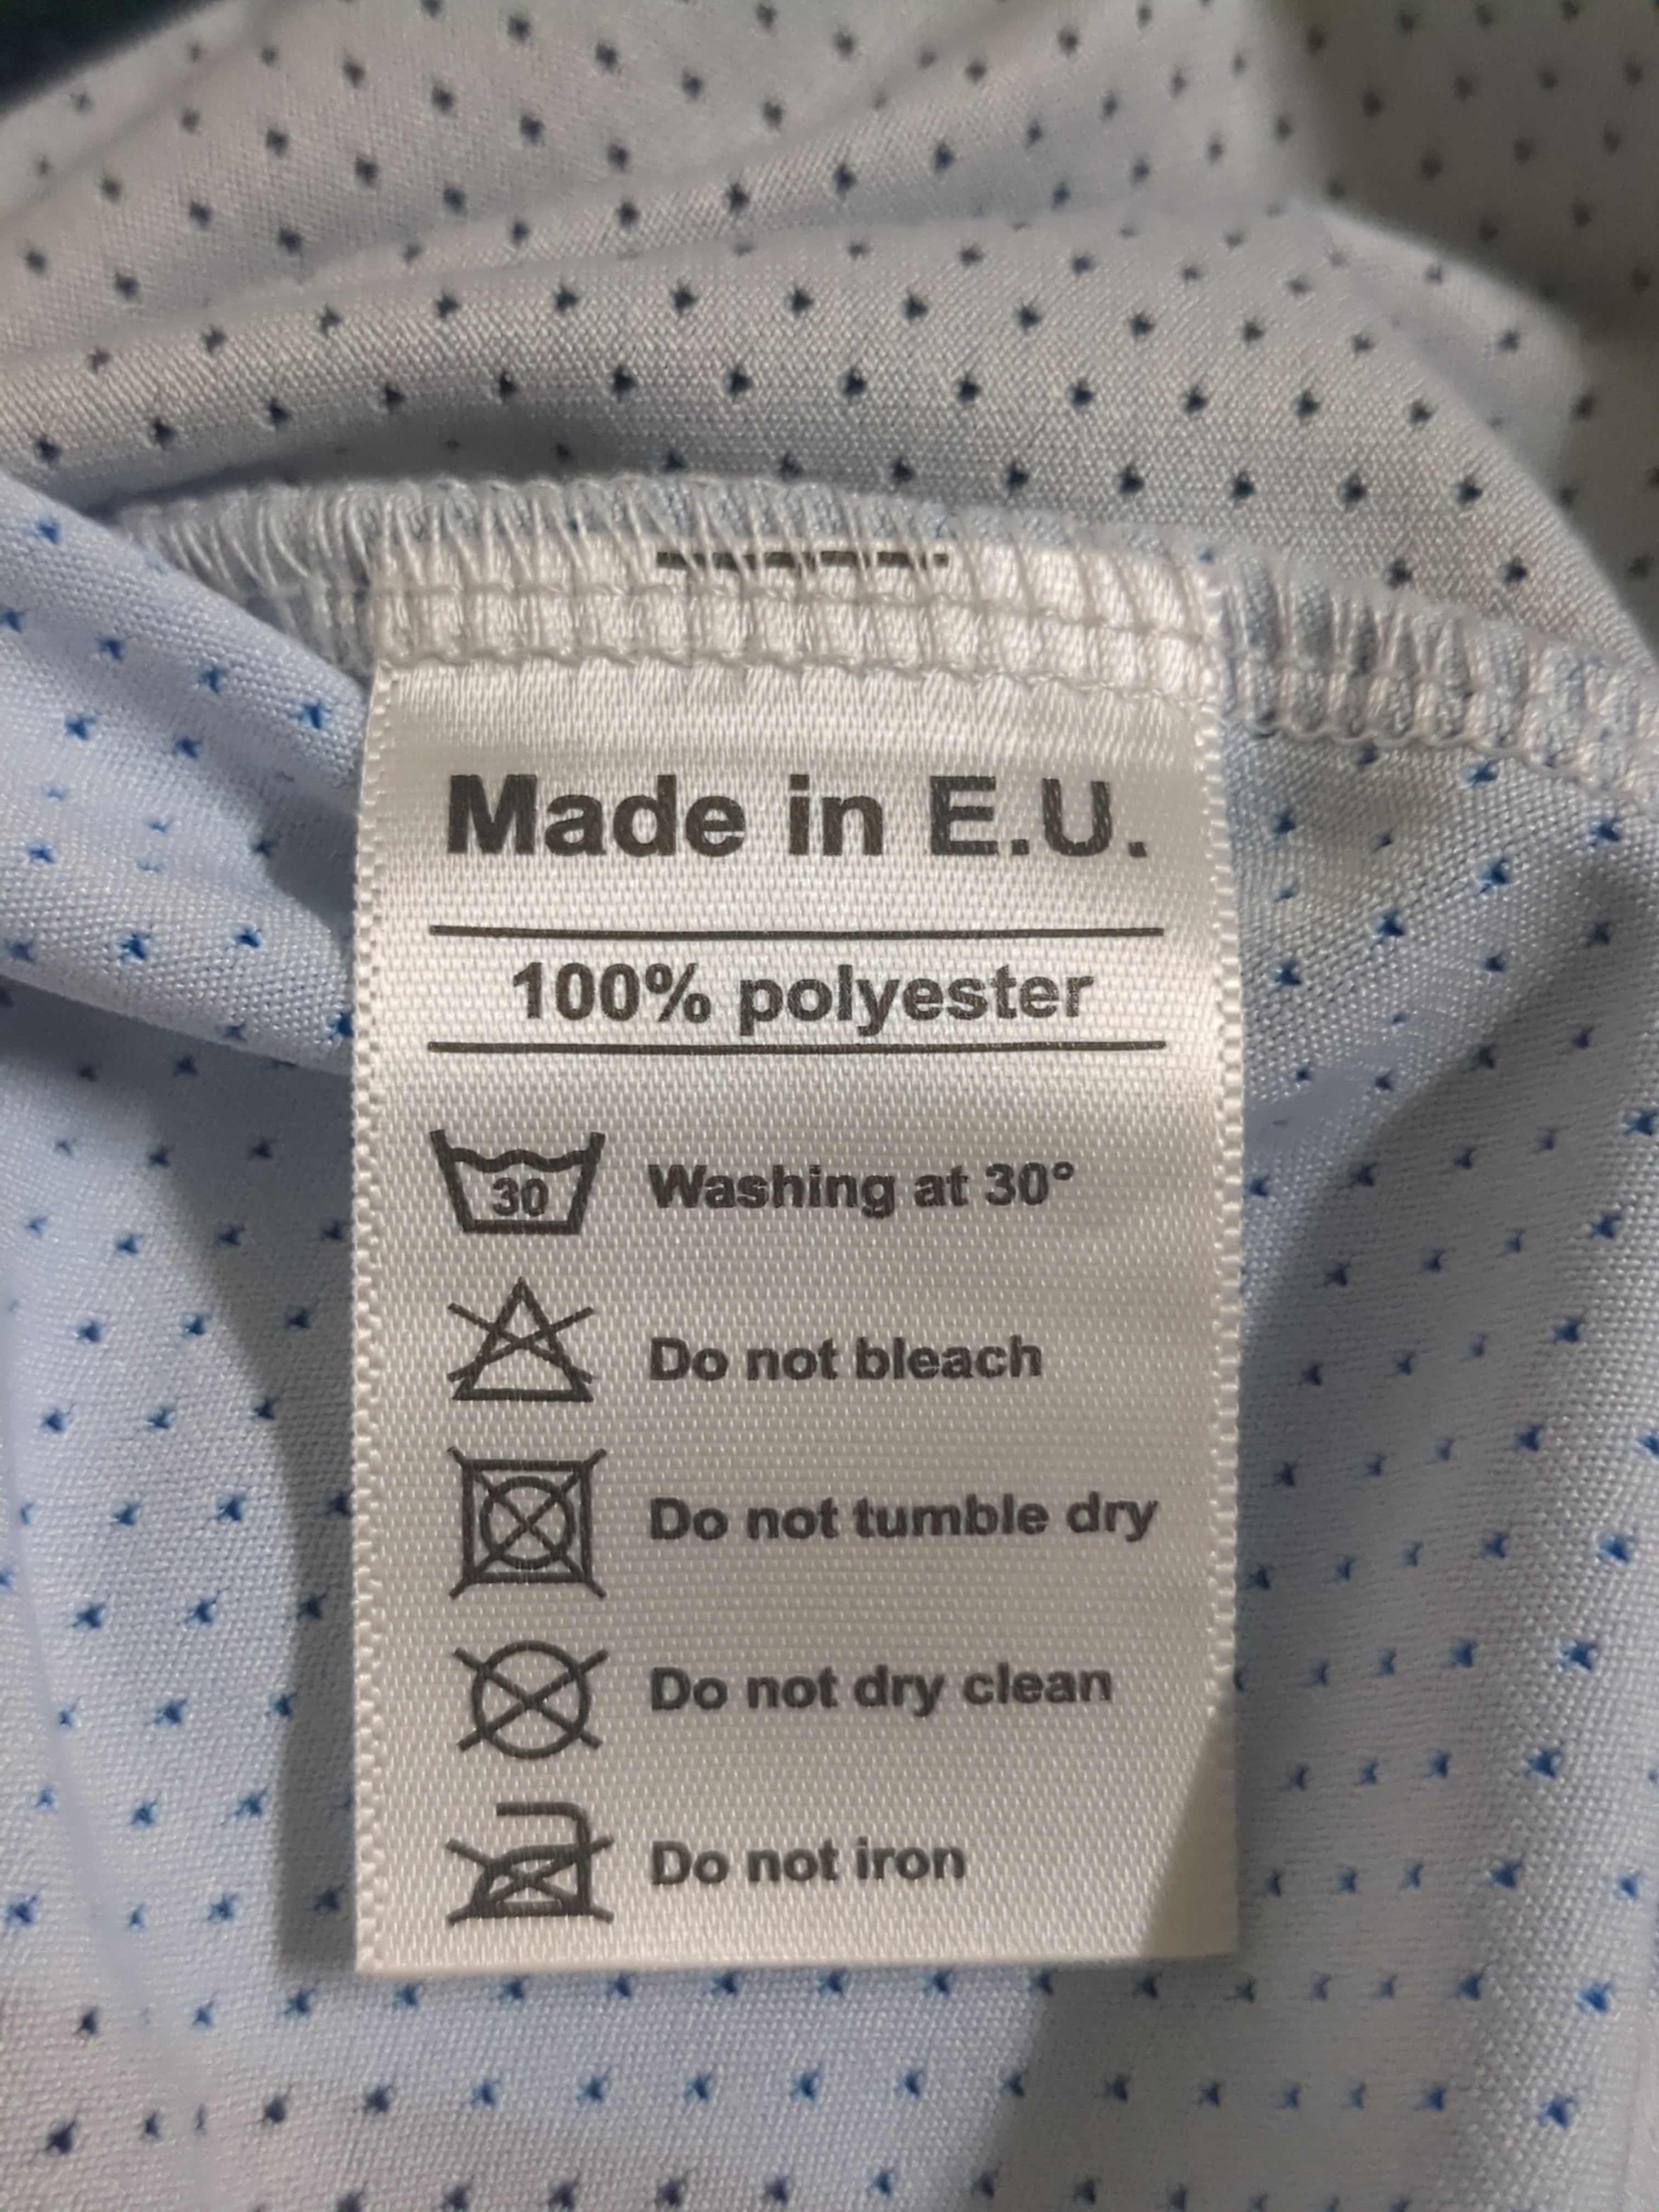 Made in E.U.
100% polyester
30 Washing at 30°
Do not bleach
Do not tumble dry
Do not dry clean
Do not iron